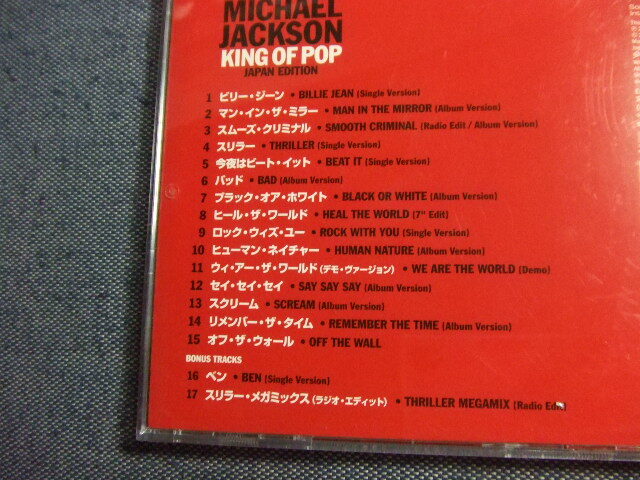 MICHAEL
JACKSON
KING OF POP
JAPAN EDITION
1 ビリー・ジーン • BILLIE JEAN (Single Version)
2 マン・イン・ザ・ミラー • MAN IN THE MIRROR (Album Version)
3 スムーズ・クリミナル • SMOOTH CRIMINAL (Radio Edit / Album Version)
4 スリラー • THRILLER (Single Version)
5 今夜はビート・イット • BEAT IT (Single Version)
6 バッド • BAD (Album Version)
7 ブラック・オア・ホワイト • BLACK OR WHITE (Album Version)
8 ヒール・ザ・ワールド • HEAL THE WORLD (7" Edit)
9 ロック・ウィズ・ユー • ROCK WITH YOU (Single Version)
10 ヒューマン・ネイチャー • HUMAN NATURE (Album Version)
11 ウィ・アー・ザ・ワールド (デモ・ヴァージョン) • WE ARE THE WORLD (Demo)
12 セイ・セイ・セイ • SAY SAY SAY (Album Version)
13 スクリーム • SCREAM (Album Version)
14 リメンバー・ザ・タイム • REMEMBER THE TIME (Album Version)
15 オフ・ザ・ウォール • OFF THE WALL
BONUS TRACKS
16 ベン • BEN (Single Version)
17 スリラー・メガミックス (ラジオ・エディット) • THRILLER MEGAMIX (Radio Edit)